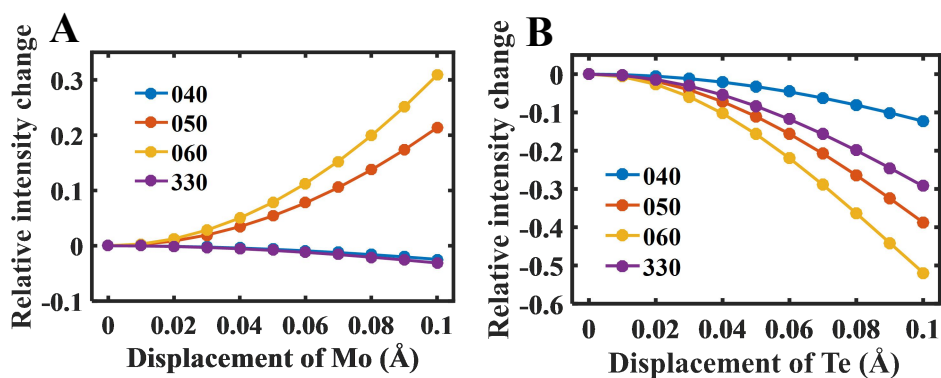 A
Relative intensity change
0.3
0.2
0.1
0
-0.1
040
050
060
330
0 0.02 0.04 0.06 0.08 0.1
Displacement of Mo (Å)
B
Relative intensity change
0
-0.1
-0.2
-0.3
-0.4
-0.5
-0.6
040
050
060
330
0 0.02 0.04 0.06 0.08 0.1
Displacement of Te (Å)